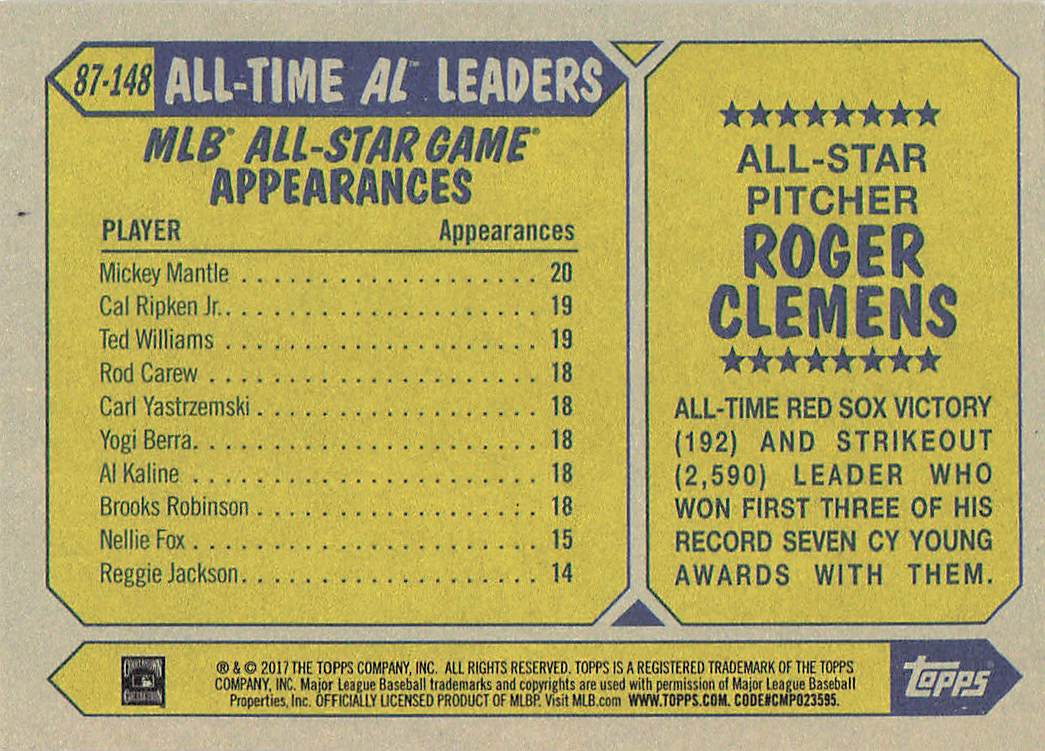 87-148 ALL-TIME AL™ LEADERS
MLB® ALL-STAR GAME®
APPEARANCES
PLAYER Appearances
Mickey Mantle . . . . . . . . . . . . . . . . . . . . . . . 20
Cal Ripken Jr. . . . . . . . . . . . . . . . . . . . . . . . 19
Ted Williams . . . . . . . . . . . . . . . . . . . . . . . . 19
Rod Carew . . . . . . . . . . . . . . . . . . . . . . . . . 18
Carl Yastrzemski . . . . . . . . . . . . . . . . . . . . . . 18
Yogi Berra. . . . . . . . . . . . . . . . . . . . . . . . . . 18
Al Kaline . . . . . . . . . . . . . . . . . . . . . . . . . . 18
Brooks Robinson . . . . . . . . . . . . . . . . . . . . . . 18
Nellie Fox . . . . . . . . . . . . . . . . . . . . . . . . . . 15
Reggie Jackson. . . . . . . . . . . . . . . . . . . . . . . 14
ALL-STAR
PITCHER
ROGER
CLEMENS
ALL-TIME RED SOX VICTORY
(192) AND STRIKEOUT
(2,590) LEADER WHO
WON FIRST THREE OF HIS
RECORD SEVEN CY YOUNG
AWARDS WITH THEM.
COOPERSTOWN
COLLECTION
® & © 2017 THE TOPPS COMPANY, INC. ALL RIGHTS RESERVED. TOPPS IS A REGISTERED TRADEMARK OF THE TOPPS
COMPANY, INC. Major League Baseball trademarks and copyrights are used with permission of Major League Baseball
Properties, Inc. OFFICIALLY LICENSED PRODUCT OF MLBP. Visit MLB.com WWW.TOPPS.COM. CODE#CMP023595.
topps®